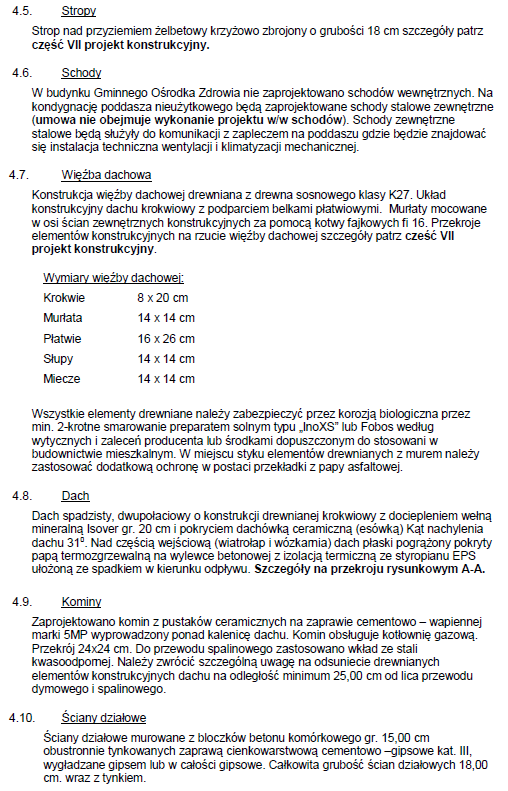 4.5. Stropy
Strop nad przyziemiem żelbetowy krzyżowo zbrojony o grubości 18 cm szczegóły patrz
część VII projekt konstrukcyjny.
4.6. Schody
W budynku Gminnego Ośrodka Zdrowia nie zaprojektowano schodów wewnętrznych. Na
kondygnację poddasza nieużytkowego będą zaprojektowane schody stalowe zewnętrzne
(umowa nie obejmuje wykonanie projektu w/w schodów). Schody zewnętrzne
stalowe będą służyły do komunikacji z zapleczem na poddaszu gdzie będzie znajdować
się instalacja techniczna wentylacji i klimatyzacji mechanicznej.
4.7. Więźba dachowa
Konstrukcja więźby dachowej drewniana z drewna sosnowego klasy K27. Układ
konstrukcyjny dachu krokwiowy z podparciem belkami płatwiowymi. Murłaty mocowane
w osi ścian zewnętrznych konstrukcyjnych za pomocą kotwy fajkowych fi 16. Przekroje
elementów konstrukcyjnych na rzucie więźby dachowej szczegóły patrz cześć VII
projekt konstrukcyjny.
Wymiary więźby dachowej:
Krokwie 8 x 20 cm
Murłata 14 x 14 cm
Płatwie 16 x 26 cm
Słupy 14 x 14 cm
Miecze 14 x 14 cm
Wszystkie elementy drewniane należy zabezpieczyć przez korozją biologiczna przez
min. 2-krotne smarowanie preparatem solnym typu „InoXS” lub Fobos według
wytycznych i zaleceń producenta lub środkami dopuszczonym do stosowani w
budownictwie mieszkalnym. W miejscu styku elementów drewnianych z murem należy
zastosować dodatkową ochronę w postaci przekładki z papy asfaltowej.
4.8. Dach
Dach spadzisty, dwupołaciowy o konstrukcji drewnianej krokwiowy z dociepleniem wełną
mineralną Isover gr. 20 cm i pokryciem dachówką ceramiczną (esówką) Kąt nachylenia
dachu 31⁰. Nad częścią wejściową (wiatrołap i wózkarnia) dach płaski pogrążony pokryty
papą termozgrzewalną na wylewce betonowej z izolacją termiczną ze styropianu EPS
ułożoną ze spadkiem w kierunku odpływu. Szczegóły na przekroju rysunkowym A-A.
4.9. Kominy
Zaprojektowano komin z pustaków ceramicznych na zaprawie cementowo – wapiennej
marki 5MP wyprowadzony ponad kalenicę dachu. Komin obsługuje kotłownię gazową.
Przekrój 24x24 cm. Do przewodu spalinowego zastosowano wkład ze stali
kwasoodpornej. Należy zwrócić szczególną uwagę na odsuniecie drewnianych
elementów konstrukcyjnych dachu na odległość minimum 25,00 cm od lica przewodu
dymowego i spalinowego.
4.10. Ściany działowe
Ściany działowe murowane z bloczków betonu komórkowego gr. 15,00 cm
obustronnie tynkowanych zaprawą cienkowarstwową cementowo –gipsowe kat. III,
wygładzane gipsem lub w całości gipsowe. Całkowita grubość ścian działowych 18,00
cm. wraz z tynkiem.